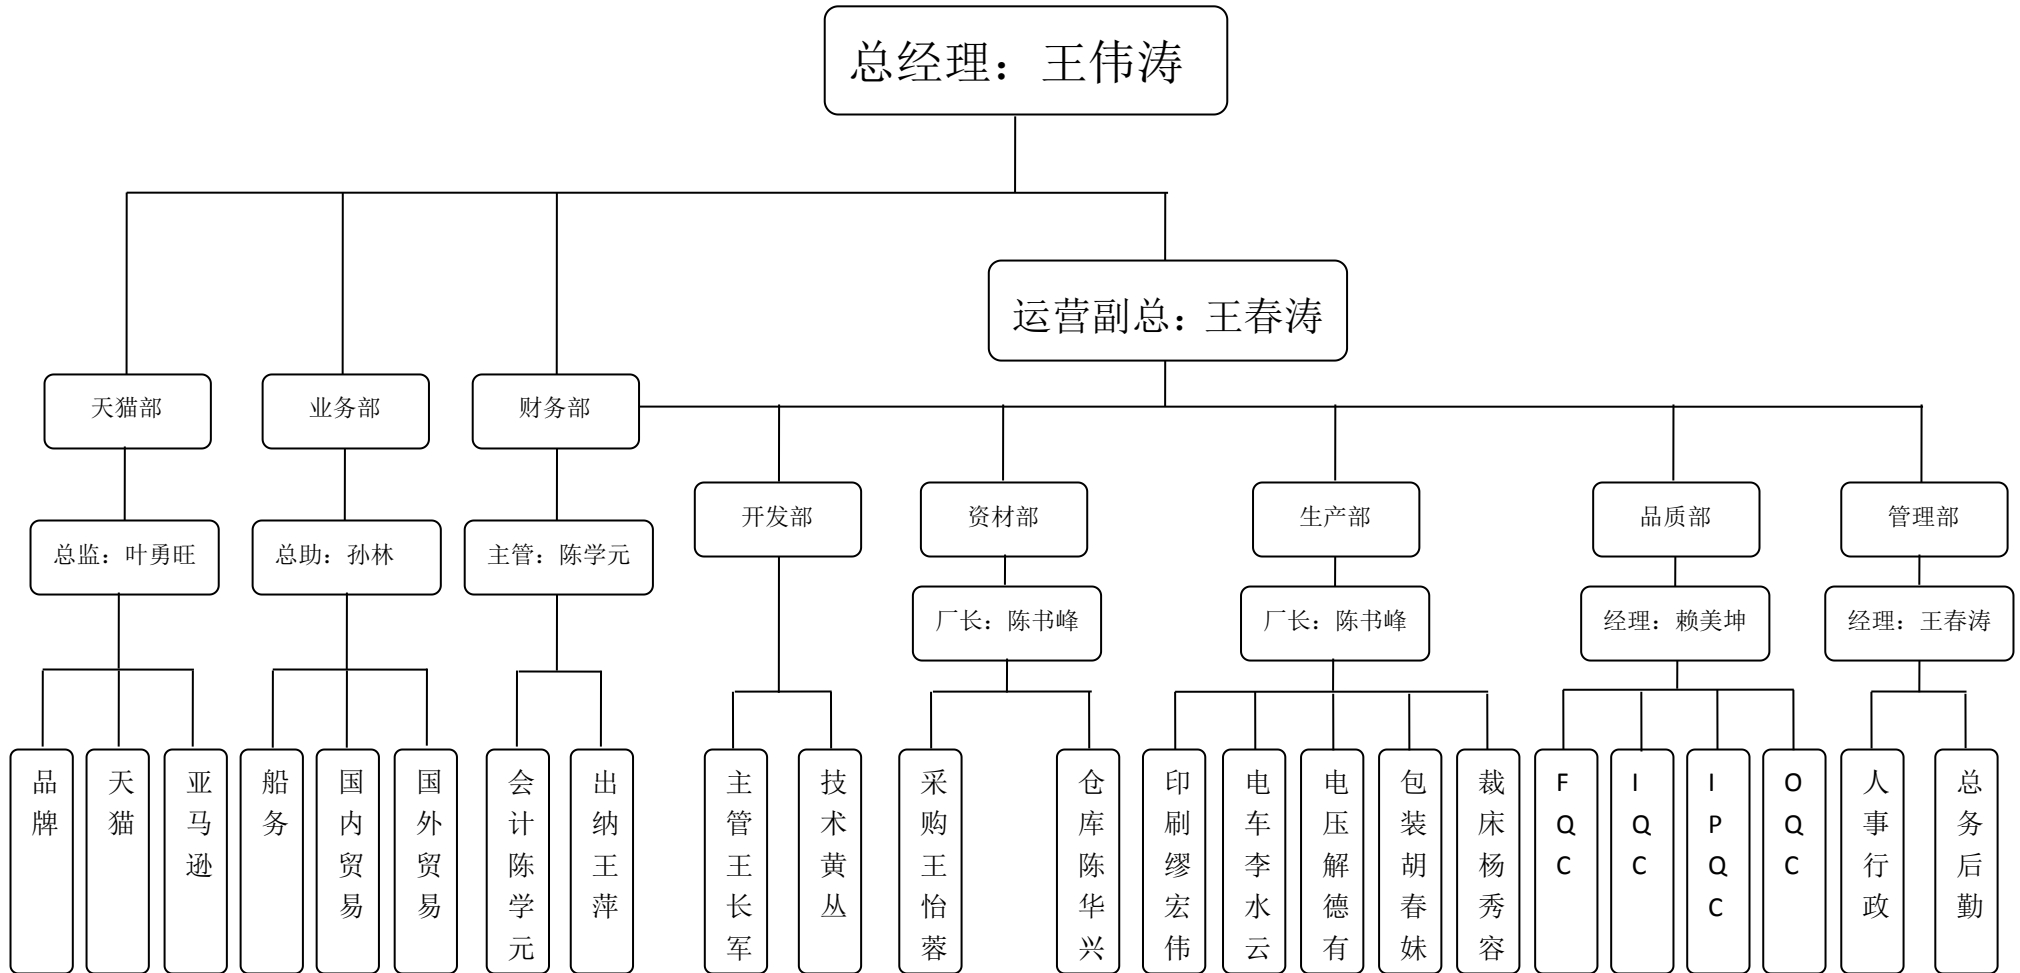 总经理：王伟涛
运营副总：王春涛
天猫部
业务部
财务部
开发部
资材部
生产部
品质部
管理部
总监：叶勇旺
总助：孙林
主管：陈学元
厂长：陈书峰
厂长：陈书峰
经理：赖美坤
经理：王春涛
品牌
天猫
亚马逊
船务
国内贸易
国外贸易
会计陈学元
出纳王萍
主管王长军
技术黄丛
采购王怡蓉
仓库陈华兴
印刷缪宏伟
电车李水云
电压解德有
包装胡春妹
裁床杨秀容
FQC
IQC
IPQC
OQC
人事行政
总务后勤